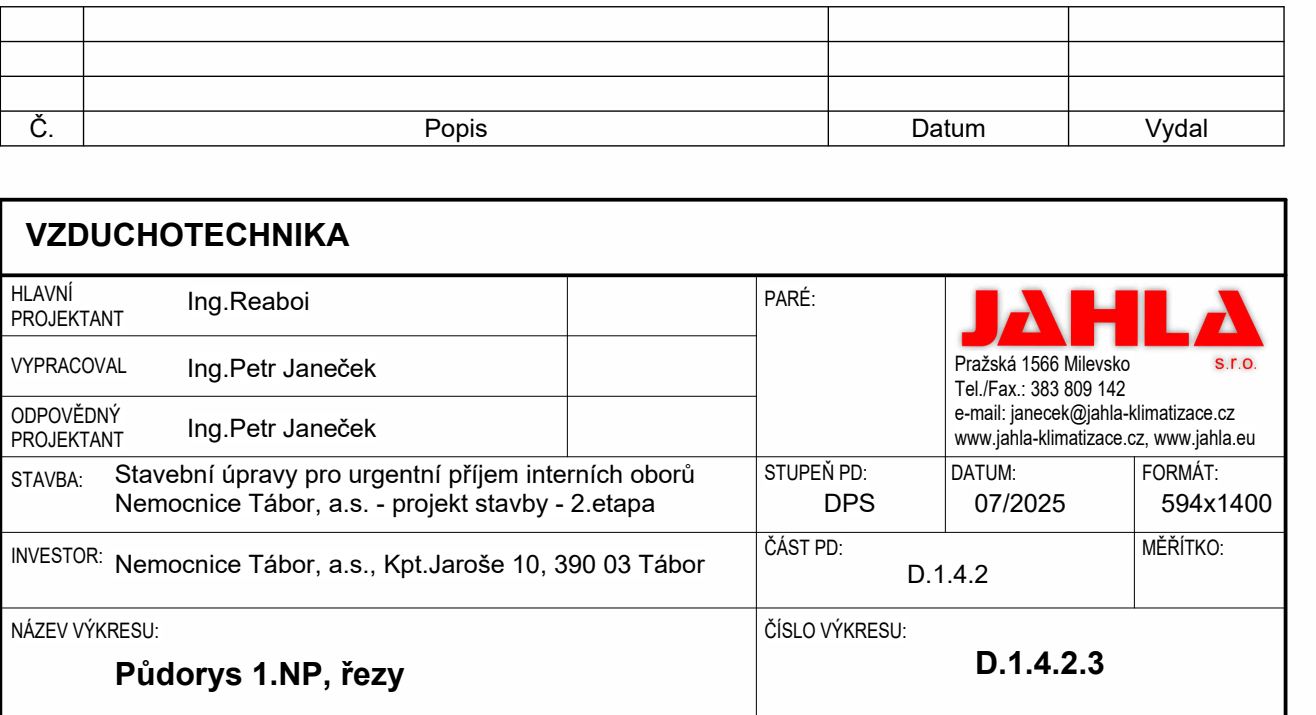 Č. Popis Datum Vydal
VZDUCHOTECHNIKA
HLAVNÍ
PROJEKTANT
Ing.Reaboi
VYPRACOVAL
Ing.Petr Janeček
ODPOVĚDNÝ
PROJEKTANT
Ing.Petr Janeček
PARÉ:
JAHLA
s.r.o.
Pražská 1566 Milevsko
Tel./Fax.: 383 809 142
e-mail: janecek@jahla-klimatizace.cz
www.jahla-klimatizace.cz, www.jahla.eu
STAVBA:
Stavební úpravy pro urgentní příjem interních oborů
Nemocnice Tábor, a.s. - projekt stavby - 2.etapa
STUPEŇ PD:
DPS
DATUM:
07/2025
FORMÁT:
594x1400
INVESTOR:
Nemocnice Tábor, a.s., Kpt.Jaroše 10, 390 03 Tábor
ČÁST PD:
D.1.4.2
MĚŘÍTKO:
NÁZEV VÝKRESU:
Půdorys 1.NP, řezy
ČÍSLO VÝKRESU:
D.1.4.2.3